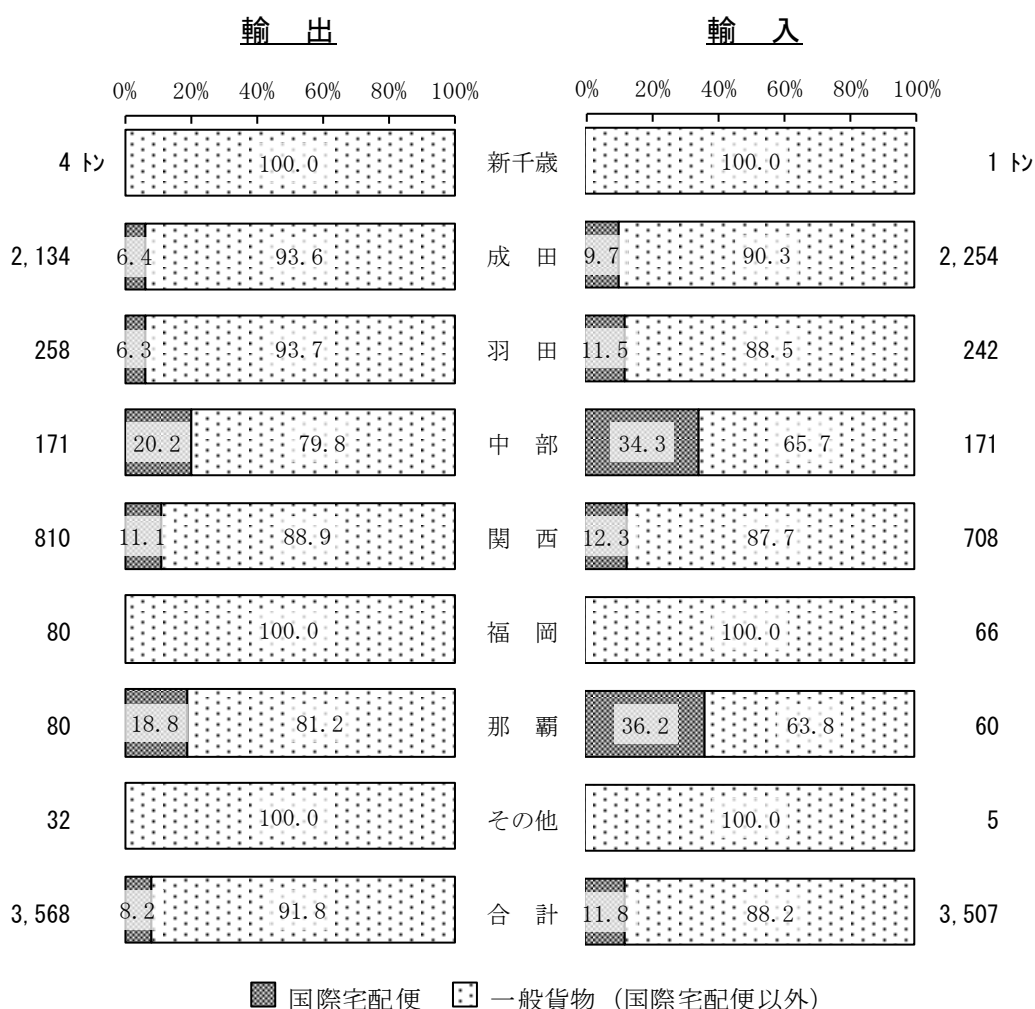 輸 出 輸 入
0% 20% 40% 60% 80% 100% 0% 20% 40% 60% 80% 100%
4 トン 100.0 新千歳 100.0 1 トン
2,134 6.4 93.6 成 田 9.7 90.3 2,254
258 6.3 93.7 羽 田 11.5 88.5 242
171 20.2 79.8 中 部 34.3 65.7 171
810 11.1 88.9 関 西 12.3 87.7 708
80 100.0 福 岡 100.0 66
80 18.8 81.2 那 覇 36.2 63.8 60
32 100.0 その他 100.0 5
3,568 8.2 91.8 合 計 11.8 88.2 3,507
国際宅配便 一般貨物（国際宅配便以外）